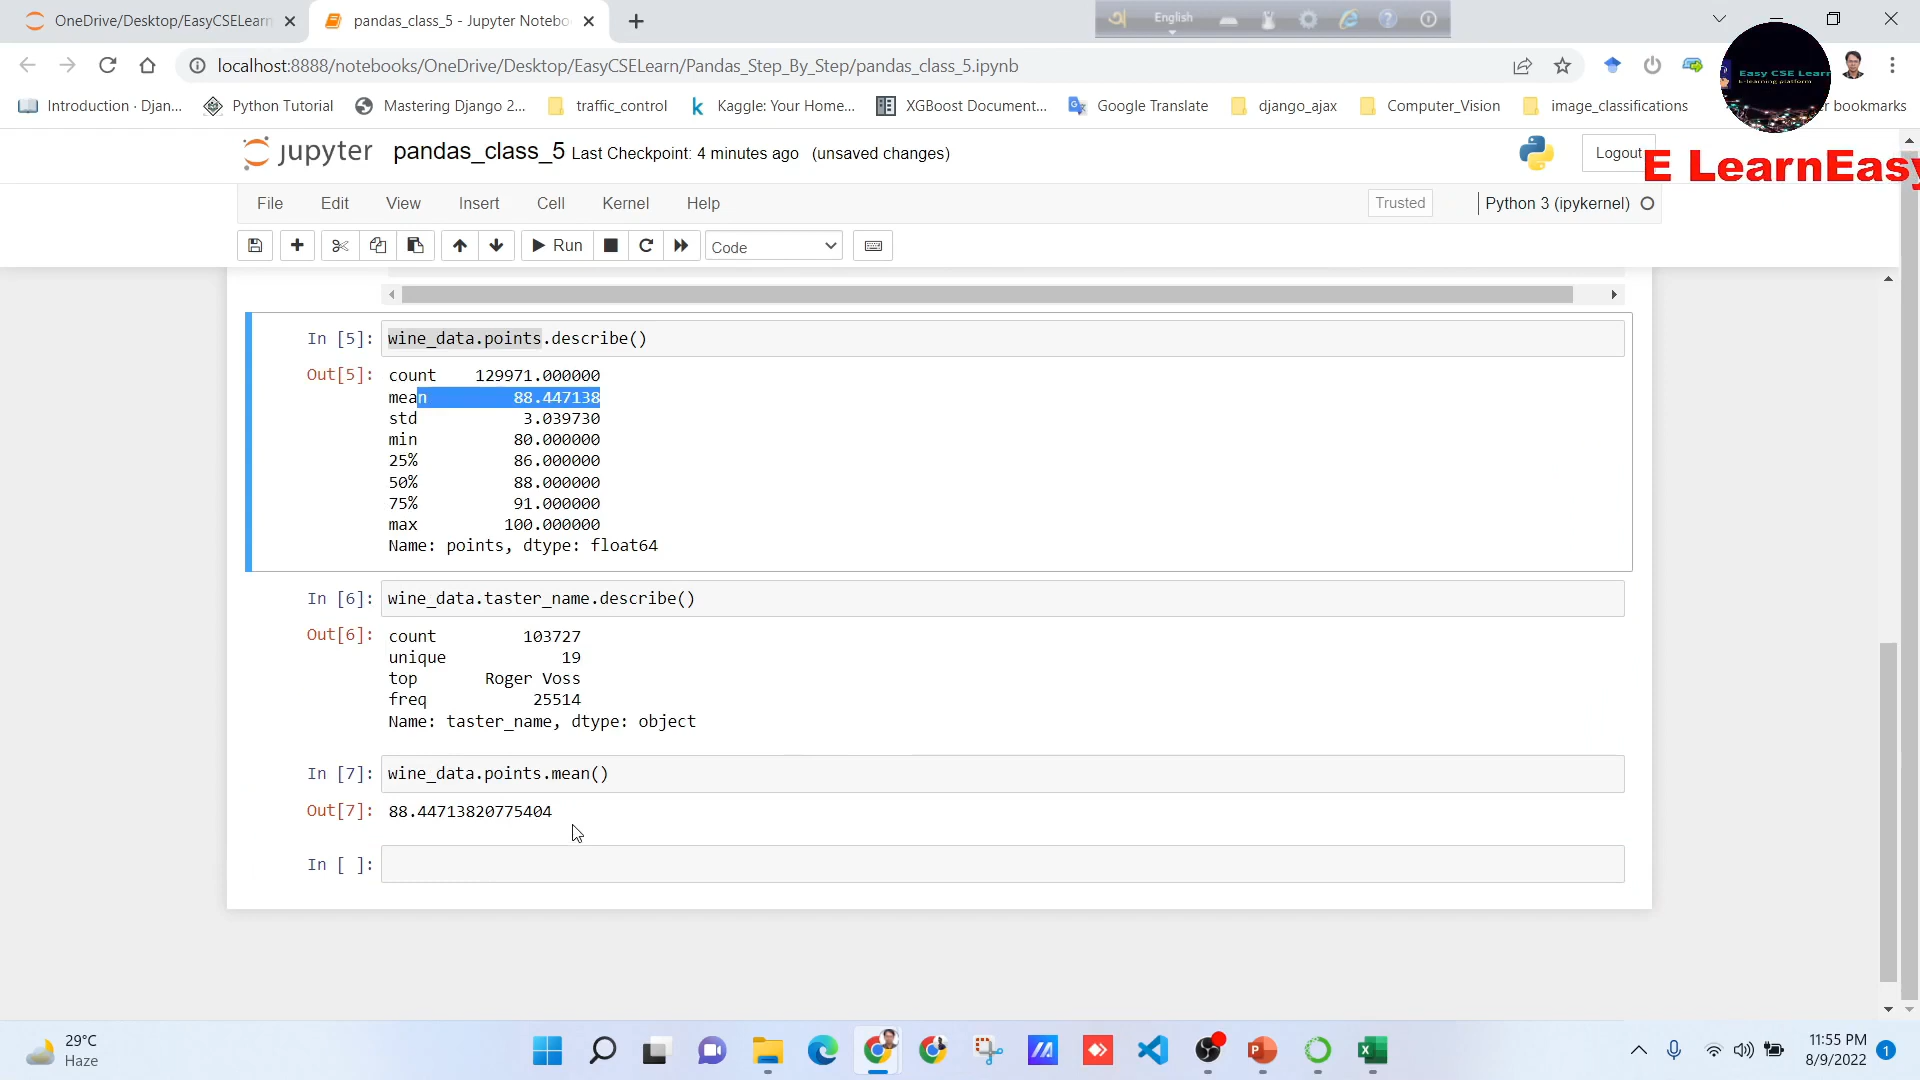 OneDrive/Desktop/EasyCSELearn
pandas_class_5 - Jupyter Notebo
English
localhost:8888/notebooks/OneDrive/Desktop/EasyCSELearn/Pandas_Step_By_Step/pandas_class_5.ipynb
Easy CSE Learn
Introduction · Djan...
Python Tutorial
Mastering Django 2...
traffic_control
Kaggle: Your Home...
XGBoost Document...
Google Translate
django_ajax
Computer_Vision
image_classifications
r bookmarks
jupyter pandas_class_5 Last Checkpoint: 4 minutes ago (unsaved changes)
Logout
E LearnEasy
File Edit View Insert Cell Kernel Help
Trusted
Python 3 (ipykernel)
Run
Code
In [5]: wine_data.points.describe()
Out[5]: count 129971.000000
mean 88.447138
std 3.039730
min 80.000000
25% 86.000000
50% 88.000000
75% 91.000000
max 100.000000
Name: points, dtype: float64
In [6]: wine_data.taster_name.describe()
Out[6]: count 103727
unique 19
top Roger Voss
freq 25514
Name: taster_name, dtype: object
In [7]: wine_data.points.mean()
Out[7]: 88.44713820775404
In [ ]:
29°C
Haze
11:55 PM
8/9/2022
1